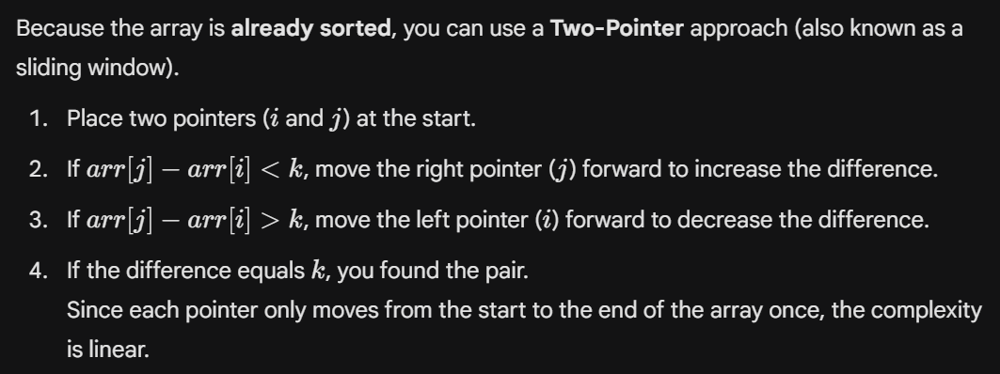 Because the array is already sorted, you can use a Two-Pointer approach (also known as a
sliding window).
1. Place two pointers (i and j) at the start.
2. If arr[j] − arr[i] < k, move the right pointer (j) forward to increase the difference.
3. If arr[j] − arr[i] > k, move the left pointer (i) forward to decrease the difference.
4. If the difference equals k, you found the pair.
Since each pointer only moves from the start to the end of the array once, the complexity
is linear.